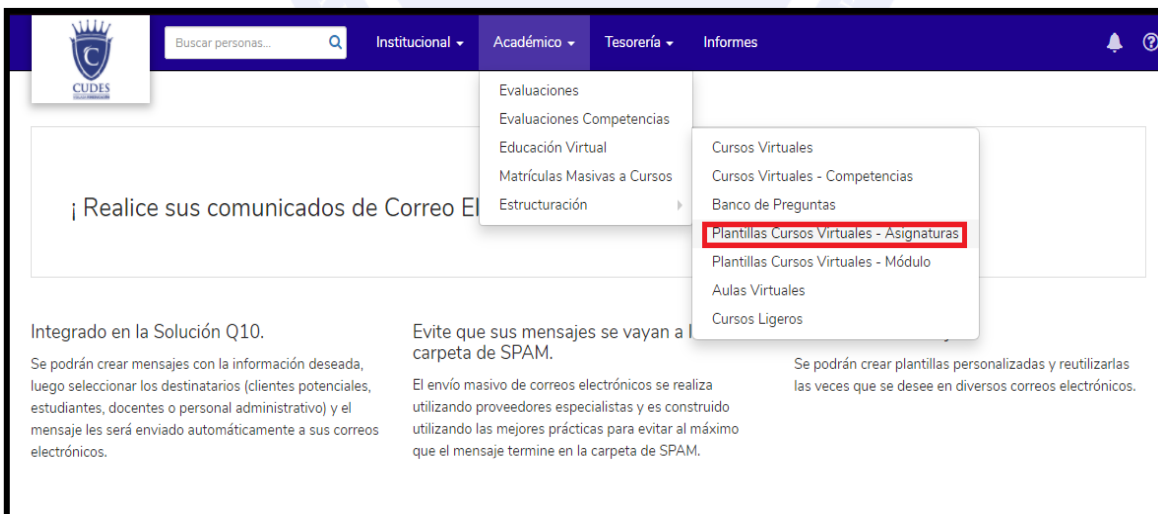 Buscar personas...
Institucional
Académico
Tesorería
Informes
CUDES
Evaluaciones
Evaluaciones Competencias
Educación Virtual
Matrículas Masivas a Cursos
Estructuración
Cursos Virtuales
Cursos Virtuales - Competencias
Banco de Preguntas
Plantillas Cursos Virtuales - Asignaturas
Plantillas Cursos Virtuales - Módulo
Aulas Virtuales
Cursos Ligeros
¡ Realice sus comunicados de Correo El
Integrado en la Solución Q10.
Se podrán crear mensajes con la información deseada,
luego seleccionar los destinatarios (clientes potenciales,
estudiantes, docentes o personal administrativo) y el
mensaje les será enviado automáticamente a sus correos
electrónicos.
Evite que sus mensajes se vayan a l
carpeta de SPAM.
El envío masivo de correos electrónicos se realiza
utilizando proveedores especialistas y es construido
utilizando las mejores prácticas para evitar al máximo
que el mensaje termine en la carpeta de SPAM.
Se podrán crear plantillas personalizadas y reutilizarlas
las veces que se desee en diversos correos electrónicos.